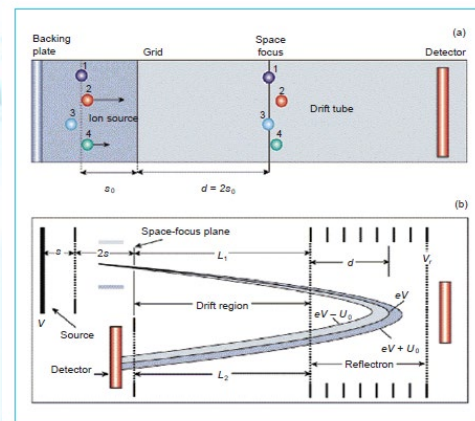 (a)
Backing
plate
Grid
Space
focus
Detector
1
1
2
2
3
3
Ion source
Drift tube
4
4
s₀
d = 2s₀
(b)
Space-focus plane
s
2s
L₁
d
Vᵣ
eV
V
Source
Drift region
eV – U₀
eV + U₀
Detector
L₂
Reflectron